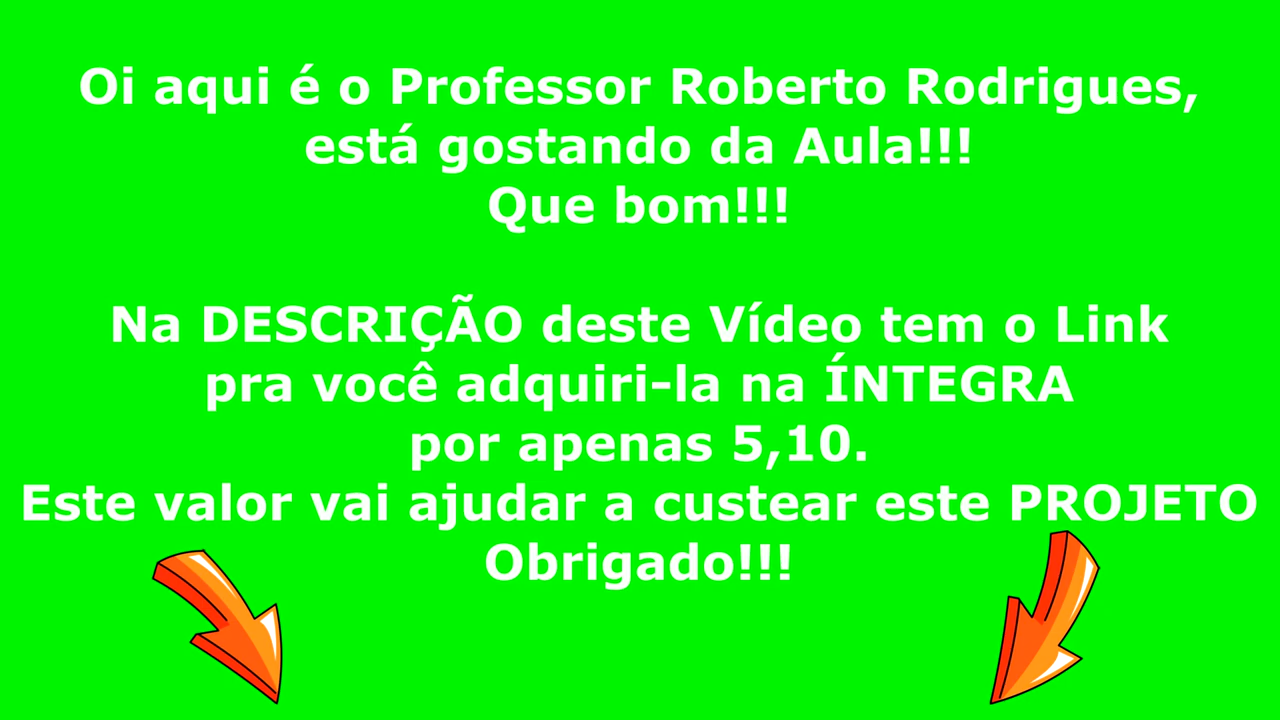 Oi aqui é o Professor Roberto Rodrigues,
está gostando da Aula!!!
Que bom!!!
Na DESCRIÇÃO deste Vídeo tem o Link
pra você adquiri-la na ÍNTEGRA
por apenas 5,10.
Este valor vai ajudar a custear este PROJETO
Obrigado!!!